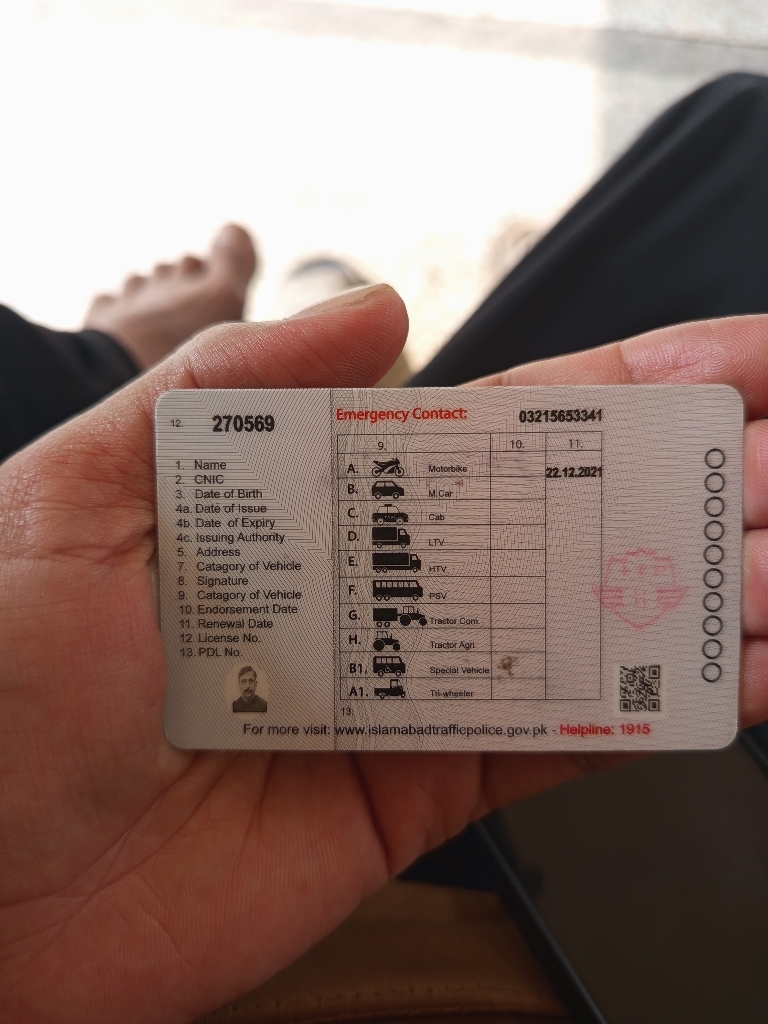 12. 270569
Emergency Contact: 03215653341
1. Name
2. CNIC
3. Date of Birth
4a. Date of Issue
4b. Date of Expiry
4c. Issuing Authority
5. Address
7. Catagory of Vehicle
8. Signature
9. Catagory of Vehicle
10. Endorsement Date
11. Renewal Date
12. License No.
13. PDL No.
9. 10. 11.
A. Motorbike 22.12.2021
B. M.Car
C. Cab
D. LTV
E. HTV
F. PSV
G. Tractor Com.
H. Tractor Agri.
B1. Special Vehicle
A1. Tri-wheeler
13.
For more visit: www.islamabadtrafficpolice.gov.pk - Helpline: 1915